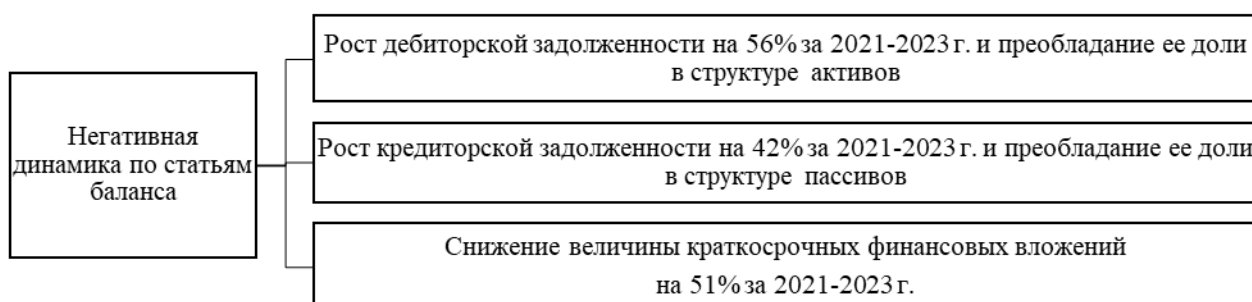 Негативная
динамика по статьям
баланса
Рост дебиторской задолженности на 56% за 2021-2023 г. и преобладание ее доли
в структуре активов
Рост кредиторской задолженности на 42% за 2021-2023 г. и преобладание ее доли
в структуре пассивов
Снижение величины краткосрочных финансовых вложений
на 51% за 2021-2023 г.